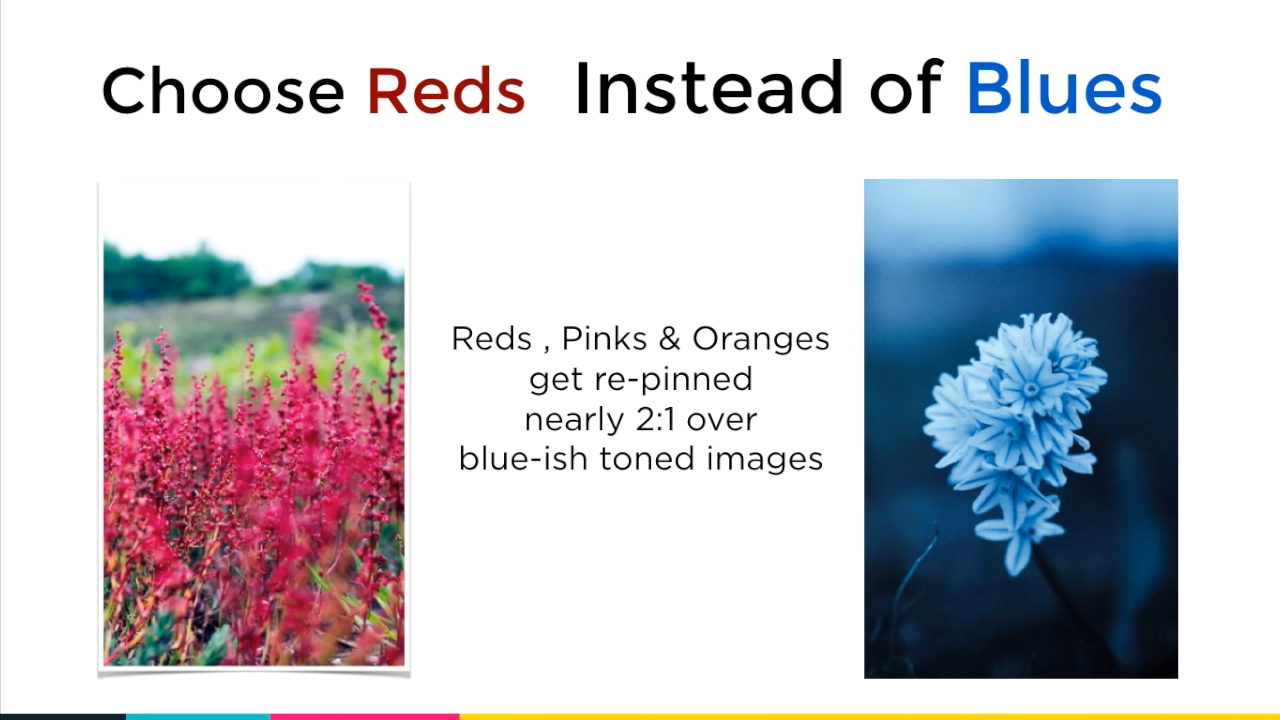 Choose Reds Instead of Blues
Reds , Pinks & Oranges
get re-pinned
nearly 2:1 over
blue-ish toned images